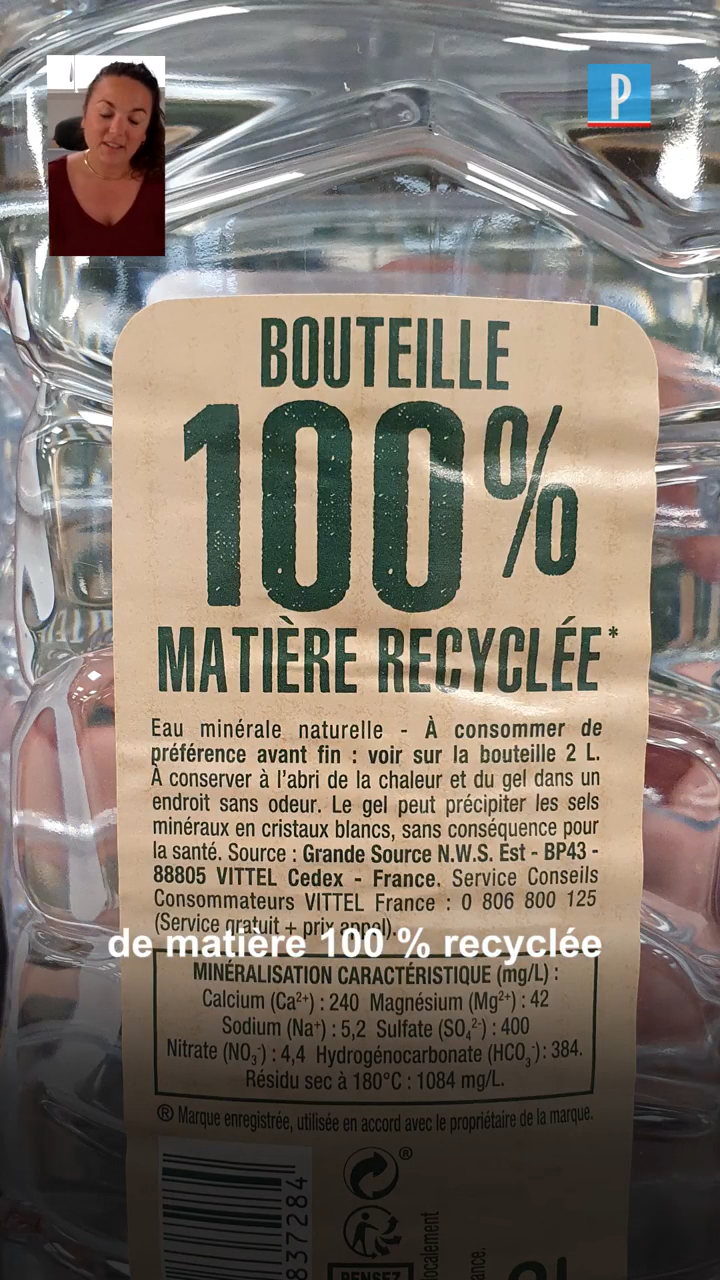 P
BOUTEILLE
100%
MATIÈRE RECYCLÉE*
Eau minérale naturelle - À consommer de
préférence avant fin : voir sur la bouteille 2 L.
À conserver à l'abri de la chaleur et du gel dans un
endroit sans odeur. Le gel peut précipiter les sels
minéraux en cristaux blancs, sans conséquence pour
la santé. Source : Grande Source N.W.S. Est - BP43 -
88805 VITTEL Cedex - France. Service Conseils
Consommateurs VITTEL France : 0 806 800 125
(Service gratuit + prix appel).
de matière 100 % recyclée
MINÉRALISATION CARACTÉRISTIQUE (mg/L) :
Calcium (Ca²⁺) : 240 Magnésium (Mg²⁺) : 42
Sodium (Na⁺) : 5,2 Sulfate (SO₄²⁻) : 400
Nitrate (NO₃⁻) : 4,4 Hydrogénocarbonate (HCO₃⁻) : 384.
Résidu sec à 180°C : 1084 mg/L.
® Marque enregistrée, utilisée en accord avec le propriétaire de la marque.
®
837284
PENSEZ